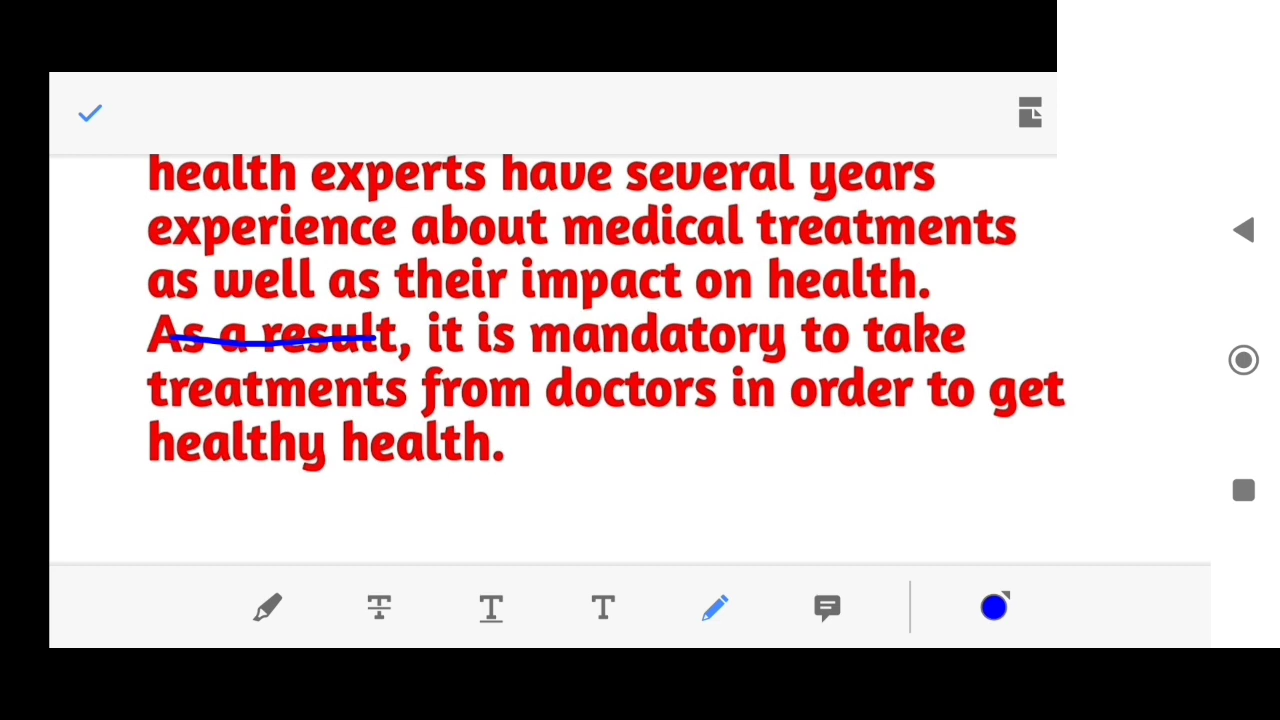 health experts have several years
experience about medical treatments
as well as their impact on health.
As a result, it is mandatory to take
treatments from doctors in order to get
healthy health.